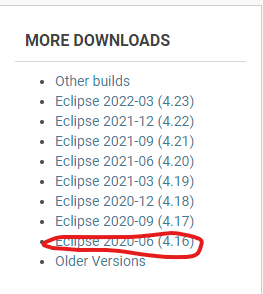 MORE DOWNLOADS
Other builds
Eclipse 2022-03 (4.23)
Eclipse 2021-12 (4.22)
Eclipse 2021-09 (4.21)
Eclipse 2021-06 (4.20)
Eclipse 2021-03 (4.19)
Eclipse 2020-12 (4.18)
Eclipse 2020-09 (4.17)
Eclipse 2020-06 (4.16)
Older Versions